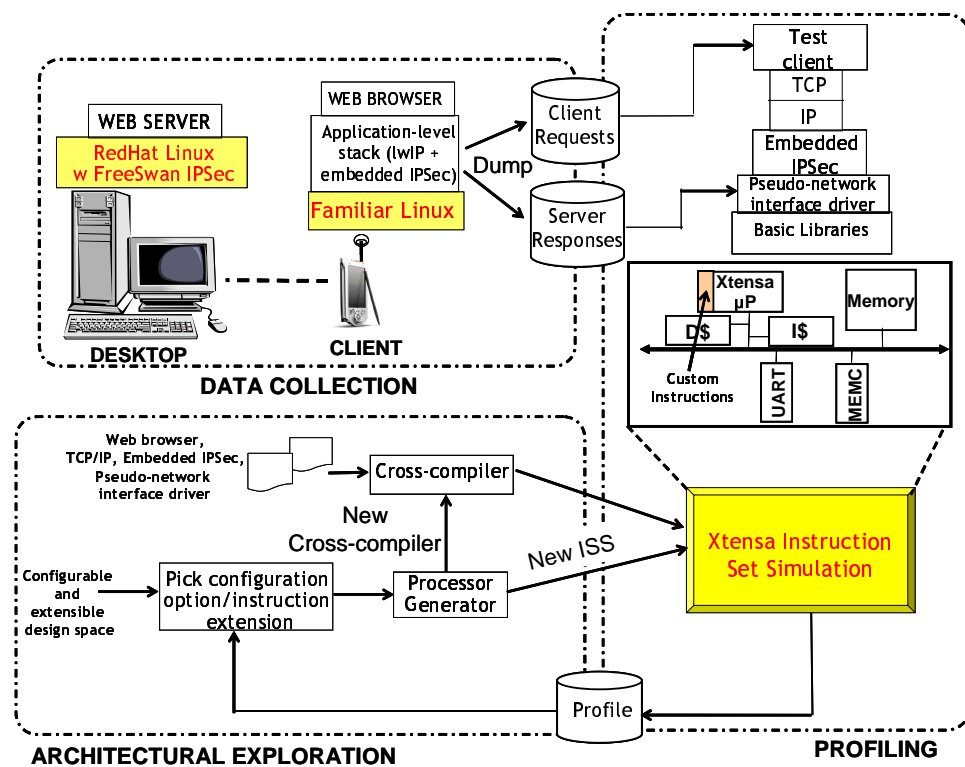 WEB SERVER
RedHat Linux
w FreeSwan IPSec
DESKTOP
WEB BROWSER
Application-level
stack (lwIP +
embedded IPSec)
Familiar Linux
CLIENT
DATA COLLECTION
Dump
Client
Requests
Server
Responses
Test
client
TCP
IP
Embedded
IPSec
Pseudo-network
interface driver
Basic Libraries
Xtensa
µP
Memory
D$
I$
Custom
Instructions
UART
MEMC
Web browser,
TCP/IP, Embedded IPSec,
Pseudo-network
interface driver
Cross-compiler
New
Cross-compiler
New ISS
Configurable
and
extensible
design space
Pick configuration
option/instruction
extension
Processor
Generator
Xtensa Instruction
Set Simulation
Profile
ARCHITECTURAL EXPLORATION
PROFILING